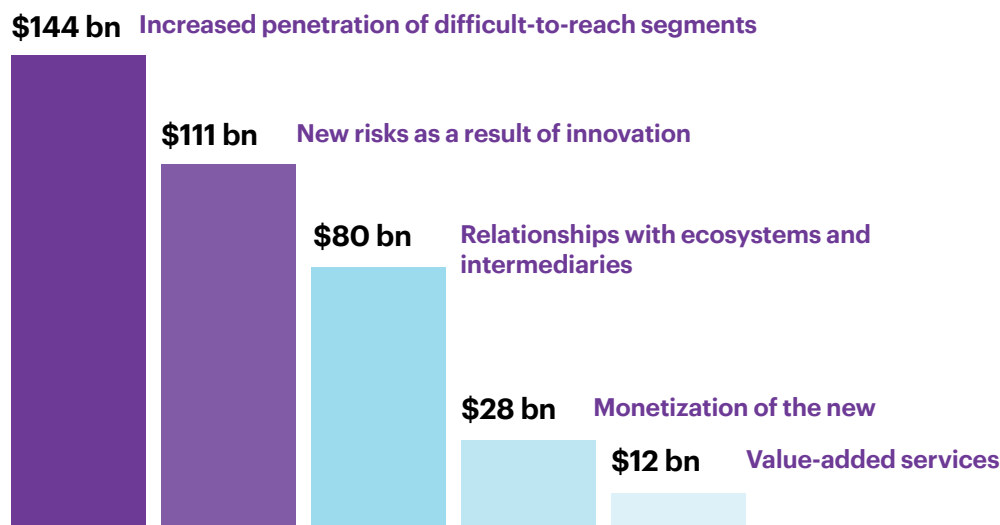 $144 bn Increased penetration of difficult-to-reach segments
$111 bn New risks as a result of innovation
$80 bn Relationships with ecosystems and
intermediaries
$28 bn Monetization of the new
$12 bn Value-added services